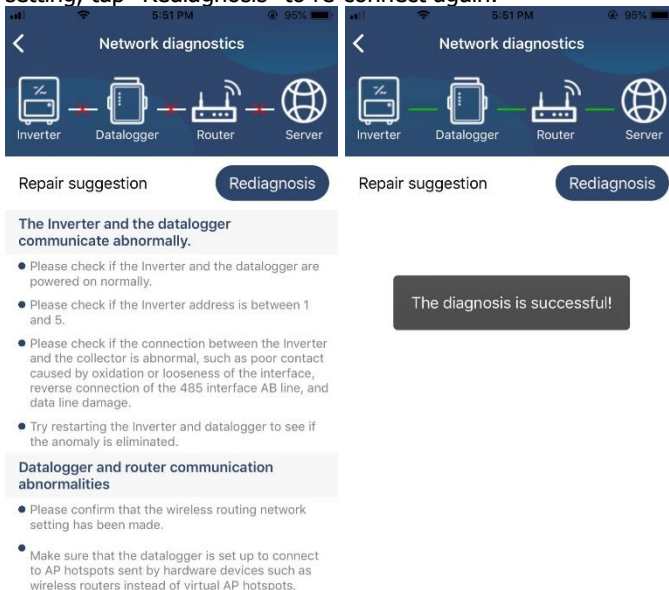 setting, tap "Rediagnosis" to re-connect again.
5:51 PM 95%
Network diagnostics
Inverter Datalogger Router Server
Repair suggestion Rediagnosis
The Inverter and the datalogger
communicate abnormally.
Please check if the Inverter and the datalogger are
powered on normally.
Please check if the Inverter address is between 1
and 5.
Please check if the connection between the Inverter
and the collector is abnormal, such as poor contact
caused by oxidation or looseness of the interface,
reverse connection of the 485 interface AB line, and
data line damage.
Try restarting the Inverter and datalogger to see if
the anomaly is eliminated.
Datalogger and router communication
abnormalities
Please confirm that the wireless routing network
setting has been made.
Make sure that the datalogger is set up to connect
to AP hotspots sent by hardware devices such as
wireless routers instead of virtual AP hotspots.
5:51 PM 95%
Network diagnostics
Inverter Datalogger Router Server
Repair suggestion Rediagnosis
The diagnosis is successful!